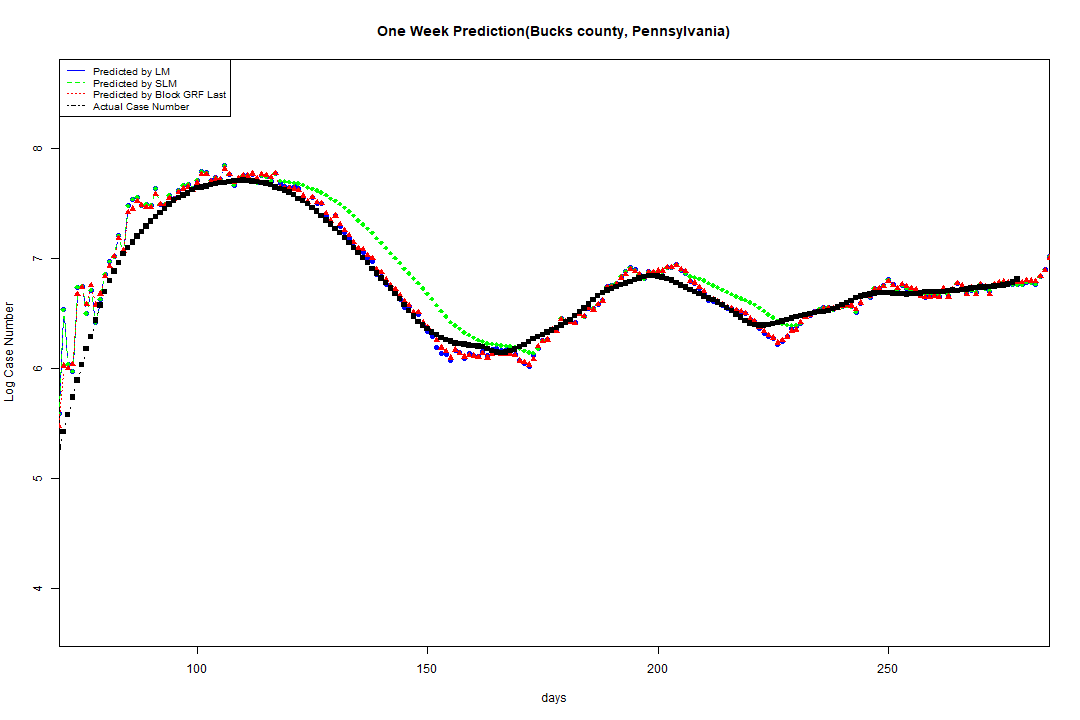 One Week Prediction(Bucks county, Pennsylvania)
Predicted by LM
Predicted by SLM
Predicted by Block GRF Last
Actual Case Number
8
7
6
5
4
Log Case Number
100 150 200 250
days